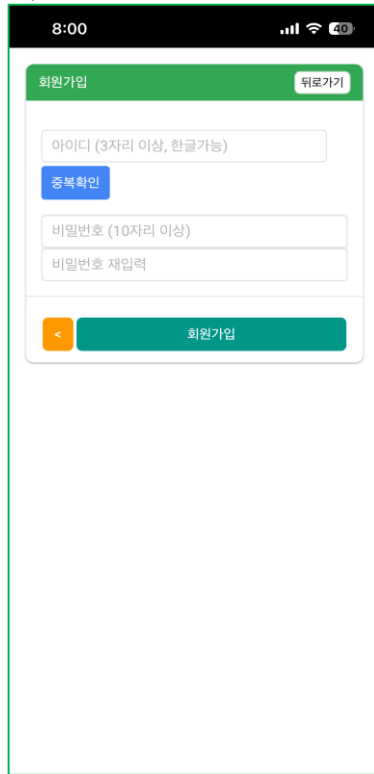 8:00 40
회원가입 뒤로가기
아이디 (3자리 이상, 한글가능)
중복확인
비밀번호 (10자리 이상)
비밀번호 재입력
< 회원가입